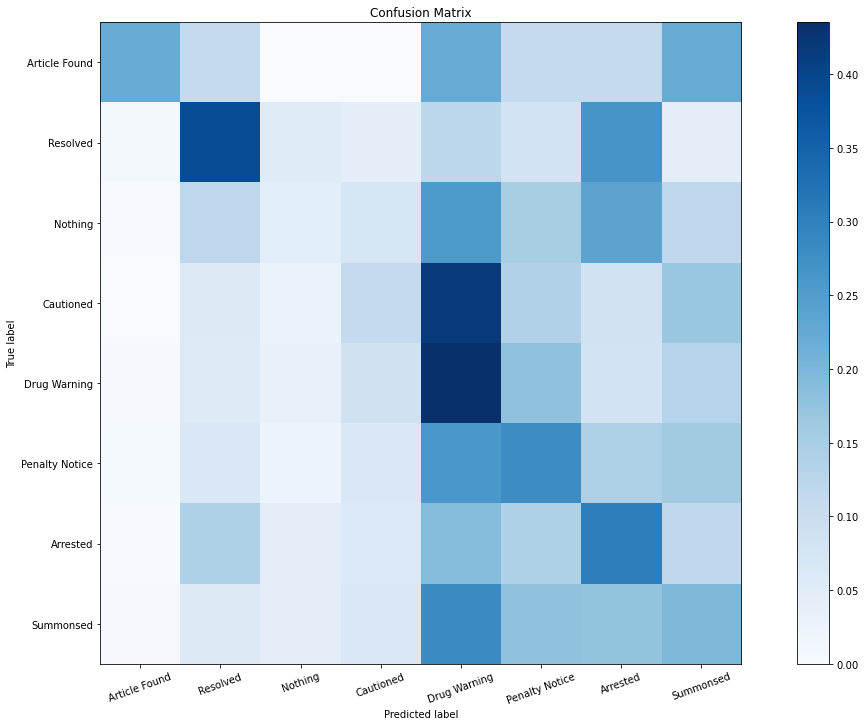 Confusion Matrix
True label
Article Found
Resolved
Nothing
Cautioned
Drug Warning
Penalty Notice
Arrested
Summonsed
Article Found
Resolved
Nothing
Cautioned
Drug Warning
Penalty Notice
Arrested
Summonsed
Predicted label
0.40
0.35
0.30
0.25
0.20
0.15
0.10
0.05
0.00